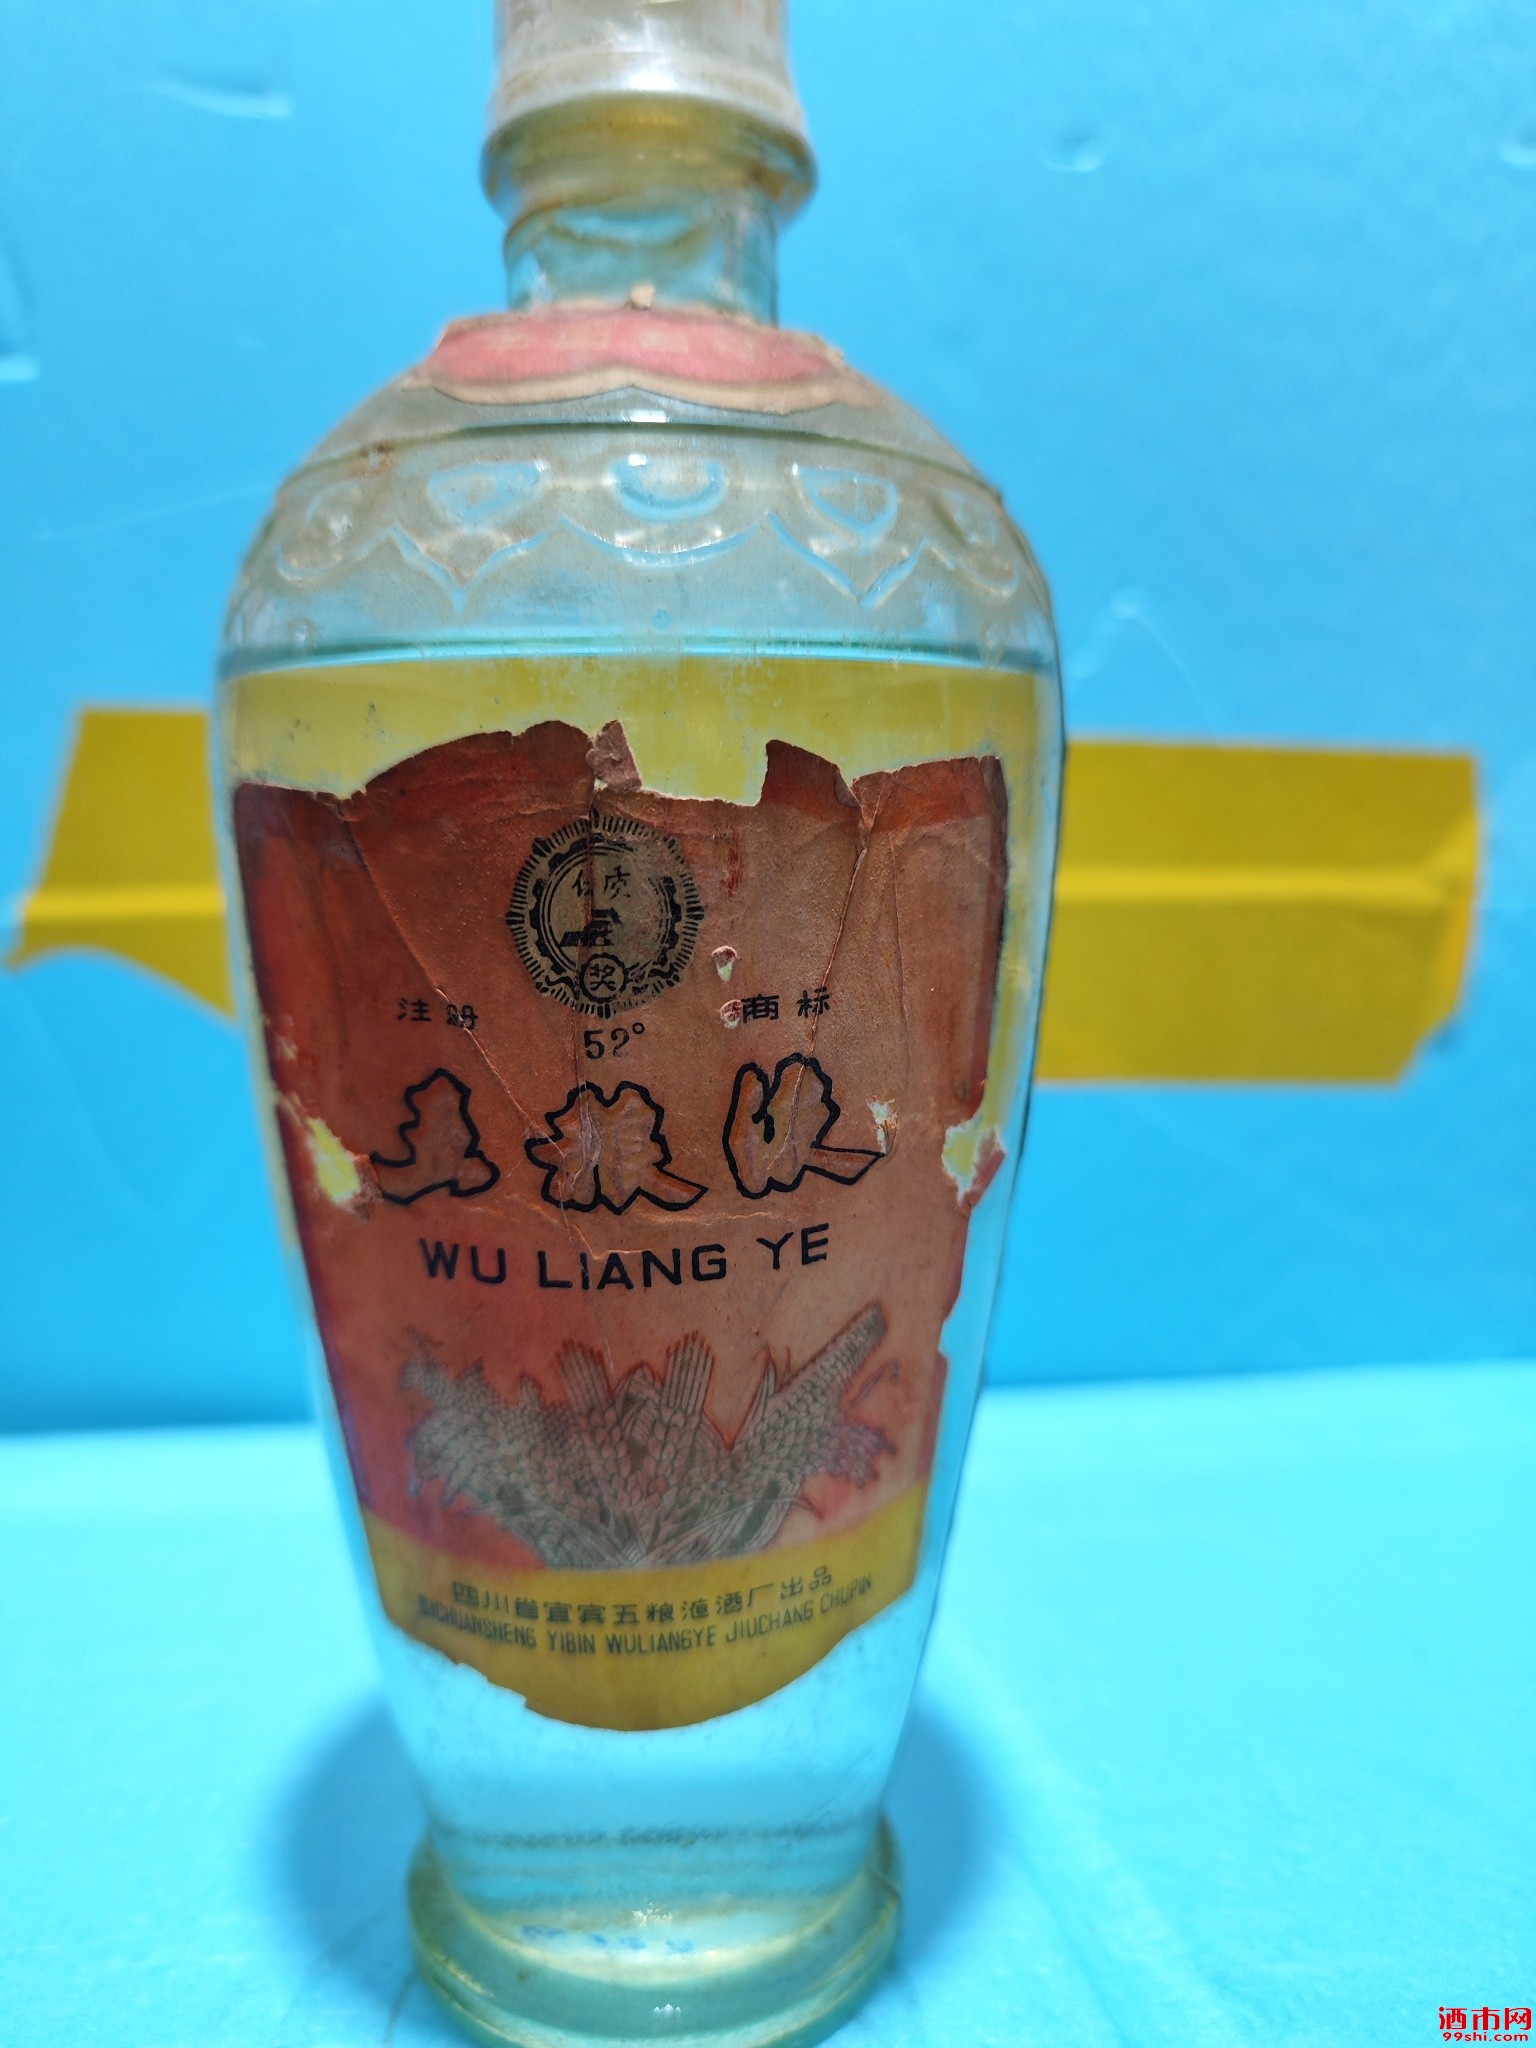 优质
奖
注册 商标
52°
五粮液
WU LIANG YE
四川省宜宾五粮液酒厂出品
SICHUANSHENG YIBIN WULIANGYE JIUCHANG CHUPIN
酒市网
99shi.com